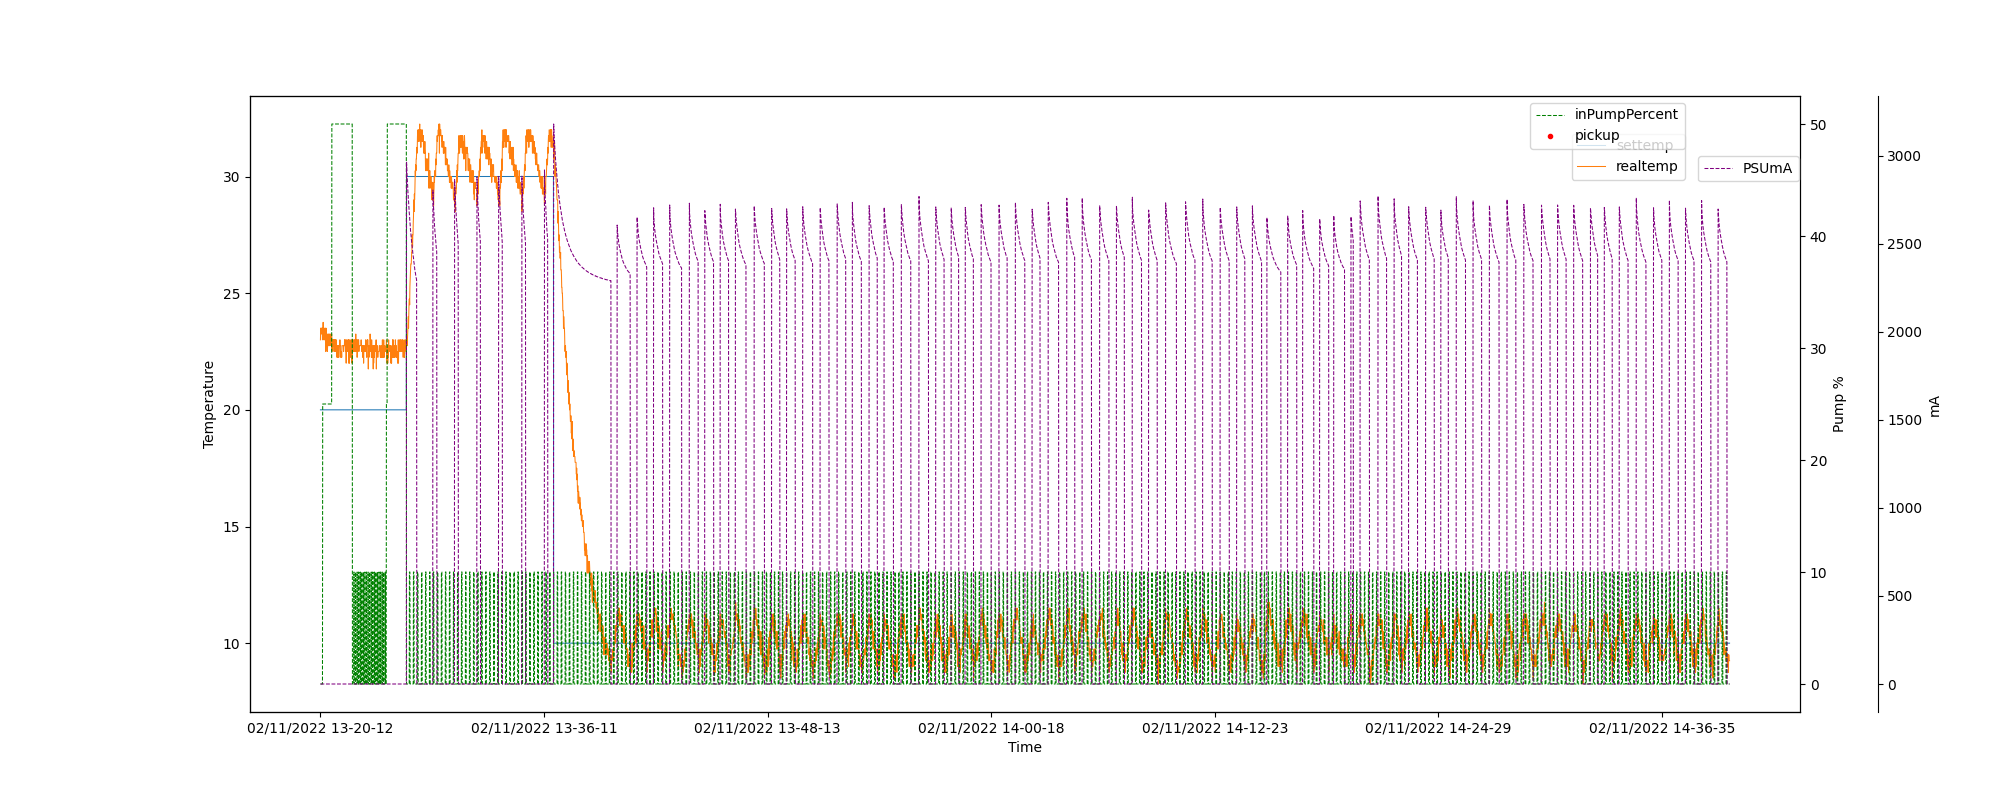 inPumpPercent
pickup
settemp
realtemp
PSUmA
30
25
20
15
10
Temperature
50
40
30
20
10
0
Pump %
3000
2500
2000
1500
1000
500
0
mA
02/11/2022 13-20-12
02/11/2022 13-36-11
02/11/2022 13-48-13
02/11/2022 14-00-18
02/11/2022 14-12-23
02/11/2022 14-24-29
02/11/2022 14-36-35
Time